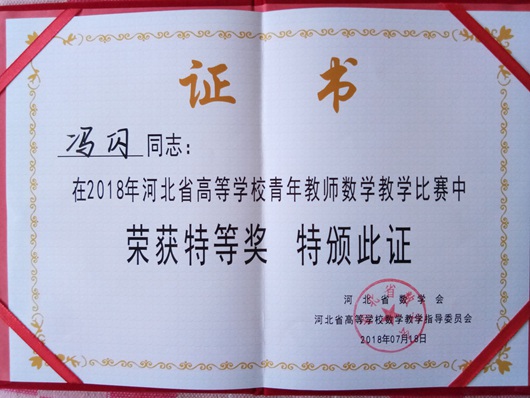 证 书
冯闪 同志：
在2018年河北省高等学校青年教师数学教学比赛中
荣获特等奖 特颁此证
河北省数学会
河北省高等学校数学教学指导委员会
2018年07月18日